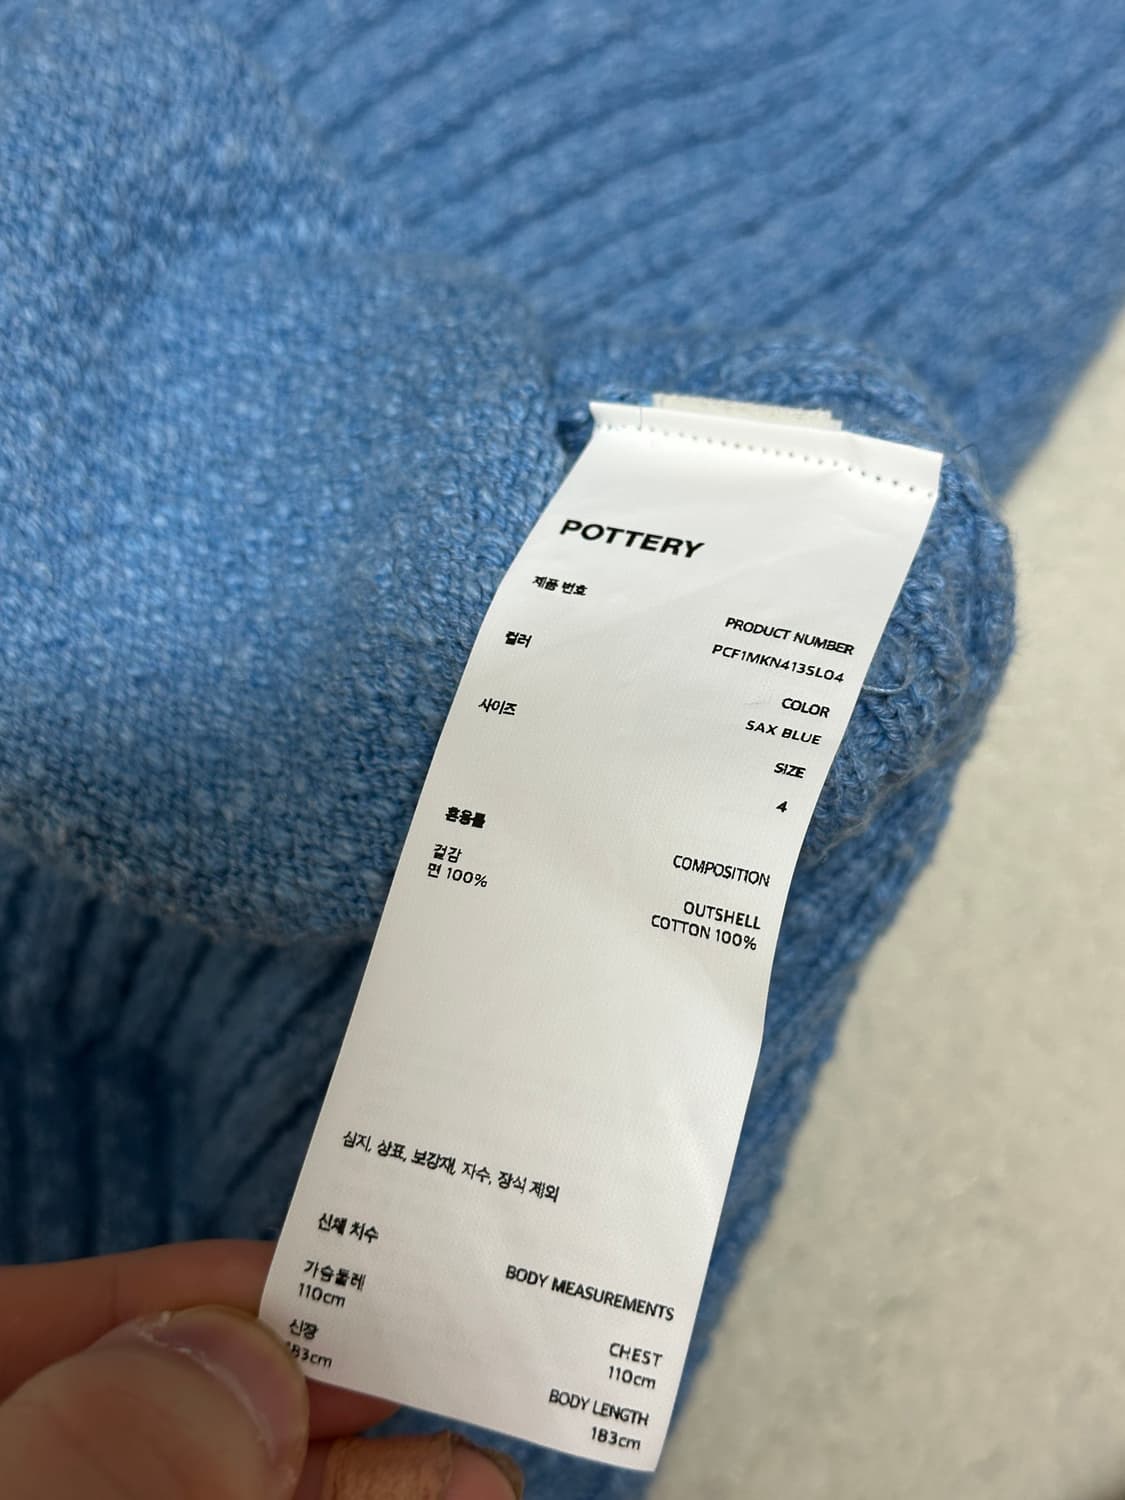 POTTERY
제품 번호
PRODUCT NUMBER
PCF1MKN413SL04
컬러
COLOR
SAX BLUE
사이즈
SIZE
4
혼용률
COMPOSITION
겉감
면 100%
OUTSHELL
COTTON 100%
심지, 상표, 보강재, 자수, 장식 제외
신체 치수
BODY MEASUREMENTS
가슴둘레
110cm
CHEST
110cm
신장
183cm
BODY LENGTH
183cm